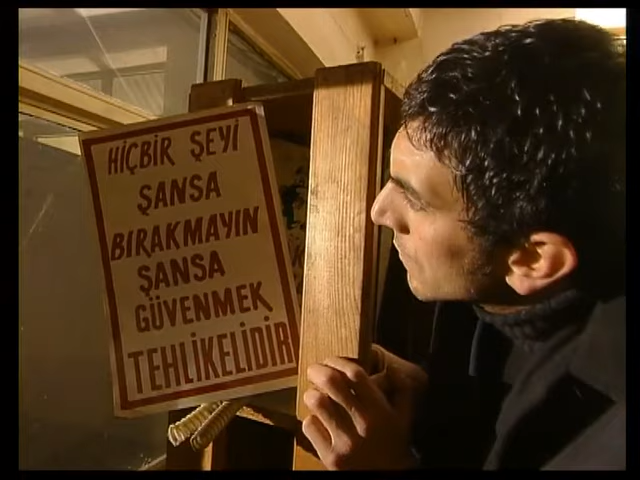 HİÇBİR ŞEYİ
ŞANSA
BIRAKMAYIN
ŞANSA
GÜVENMEK
TEHLİKELİDİR